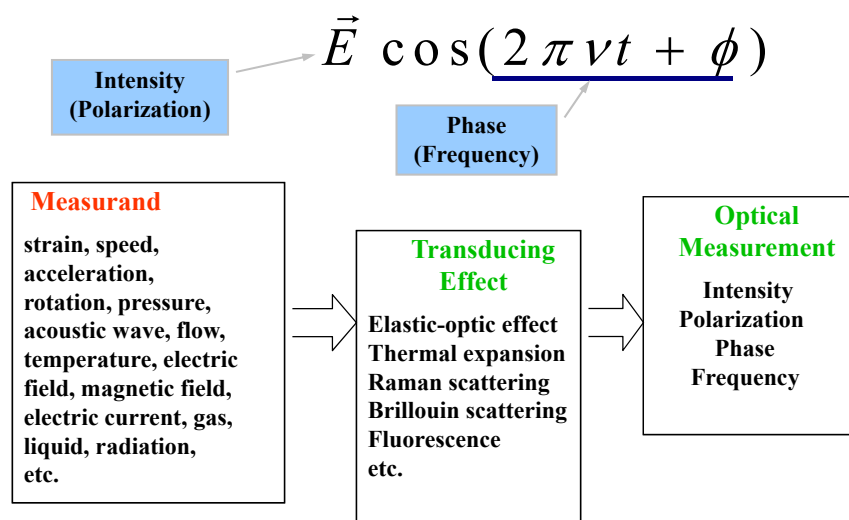 E⃗ cos(2πνt + ϕ)
Intensity
(Polarization)
Phase
(Frequency)
Measurand
strain, speed,
acceleration,
rotation, pressure,
acoustic wave, flow,
temperature, electric
field, magnetic field,
electric current, gas,
liquid, radiation,
etc.
Transducing
Effect
Elastic-optic effect
Thermal expansion
Raman scattering
Brillouin scattering
Fluorescence
etc.
Optical
Measurement
Intensity
Polarization
Phase
Frequency